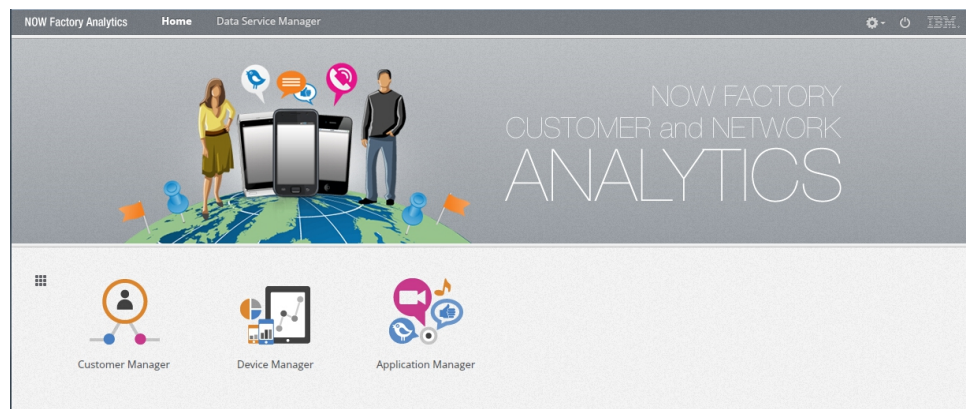 NOW Factory Analytics Home Data Service Manager IBM.
NOW FACTORY
CUSTOMER and NETWORK
ANALYTICS
Customer Manager Device Manager Application Manager